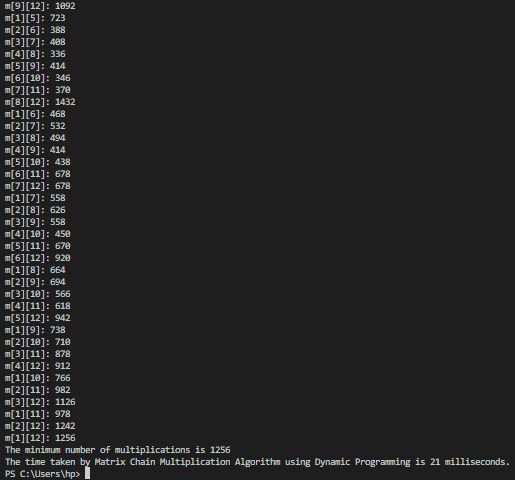 m[9][12]: 1092
m[1][5]: 723
m[2][6]: 388
m[3][7]: 408
m[4][8]: 336
m[5][9]: 414
m[6][10]: 346
m[7][11]: 370
m[8][12]: 1432
m[1][6]: 468
m[2][7]: 532
m[3][8]: 494
m[4][9]: 414
m[5][10]: 438
m[6][11]: 678
m[7][12]: 678
m[1][7]: 558
m[2][8]: 626
m[3][9]: 558
m[4][10]: 450
m[5][11]: 670
m[6][12]: 920
m[1][8]: 664
m[2][9]: 694
m[3][10]: 566
m[4][11]: 618
m[5][12]: 942
m[1][9]: 738
m[2][10]: 710
m[3][11]: 878
m[4][12]: 912
m[1][10]: 766
m[2][11]: 982
m[3][12]: 1126
m[1][11]: 978
m[2][12]: 1242
m[1][12]: 1256
The minimum number of multiplications is 1256
The time taken by Matrix Chain Multiplication Algorithm using Dynamic Programming is 21 milliseconds.
PS C:\Users\hp>